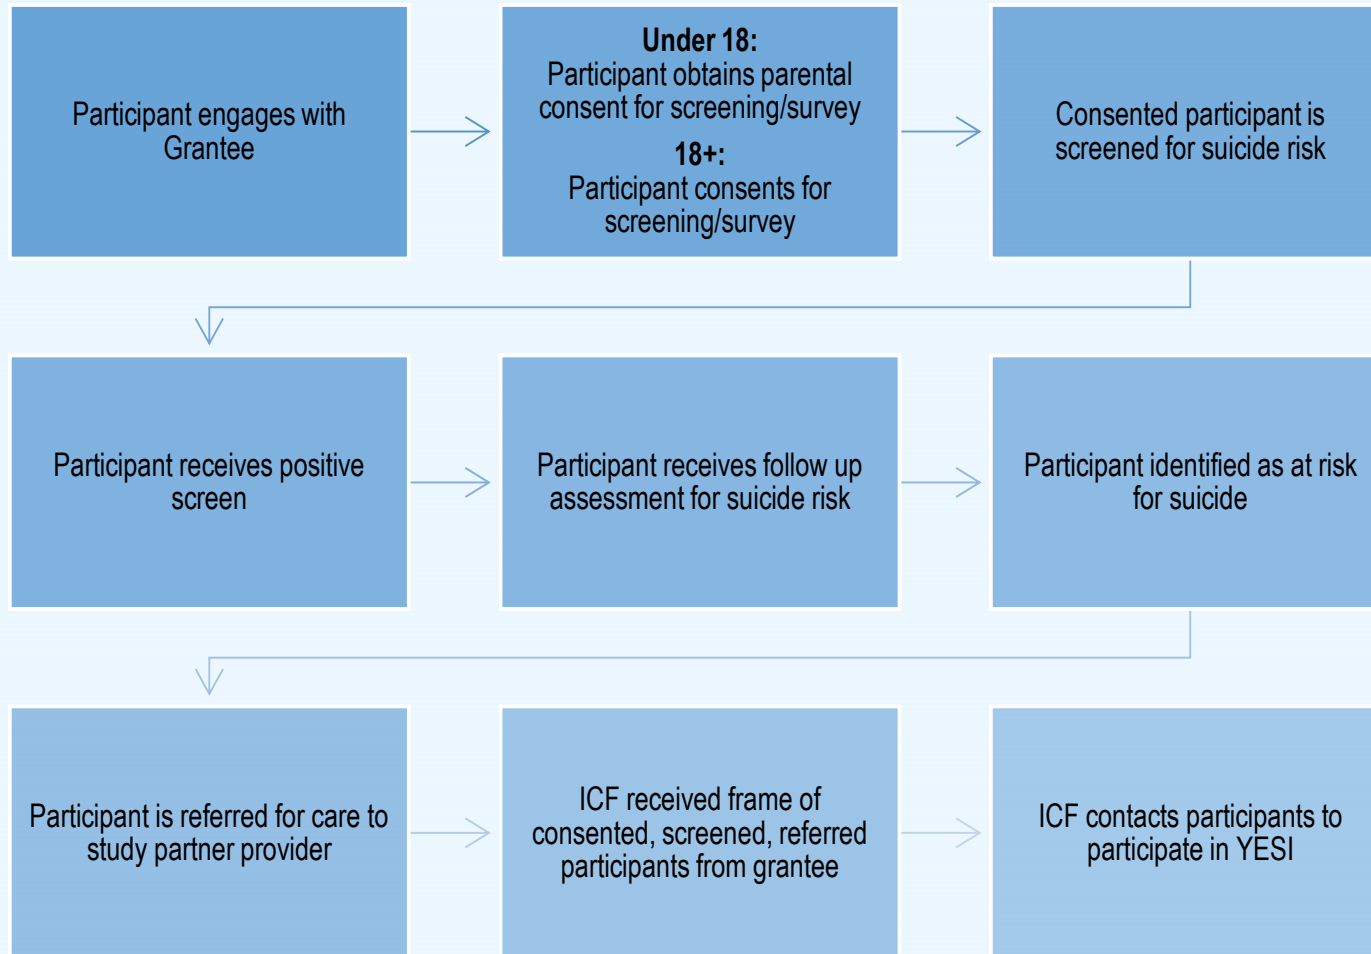 Participant engages with
Grantee
Under 18:
Participant obtains parental
consent for screening/survey
18+:
Participant consents for
screening/survey
Consented participant is
screened for suicide risk
Participant receives positive
screen
Participant receives follow up
assessment for suicide risk
Participant identified as at risk
for suicide
Participant is referred for care to
study partner provider
ICF received frame of
consented, screened, referred
participants from grantee
ICF contacts participants to
participate in YESI